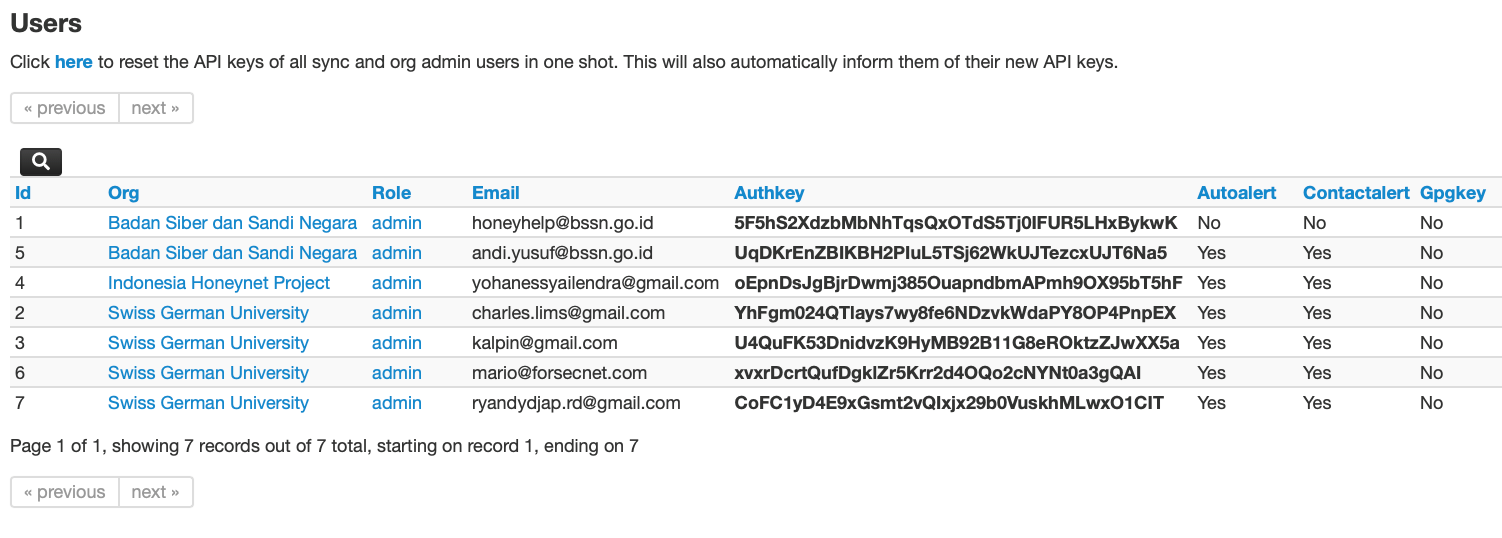 Users
Click here to reset the API keys of all sync and org admin users in one shot. This will also automatically inform them of their new API keys.
« previous next »
Id Org Role Email Authkey Autoalert Contactalert Gpgkey
1 Badan Siber dan Sandi Negara admin honeyhelp@bssn.go.id No No No
5 Badan Siber dan Sandi Negara admin andi.yusuf@bssn.go.id Yes Yes No
4 Indonesia Honeynet Project admin yohanessyailendra@gmail.com oEpnDsJgBjrDwmj385OuapndbmAPmh9OX95bT5hF Yes Yes No
2 Swiss German University admin charles.lims@gmail.com Yes Yes No
3 Swiss German University admin kalpin@gmail.com U4QuFK53DnidvzK9HyMB92B11G8eROktzZJwXX5a Yes Yes No
6 Swiss German University admin mario@forsecnet.com Yes Yes No
7 Swiss German University admin ryandydjap.rd@gmail.com Yes Yes No
Page 1 of 1, showing 7 records out of 7 total, starting on record 1, ending on 7
« previous next »